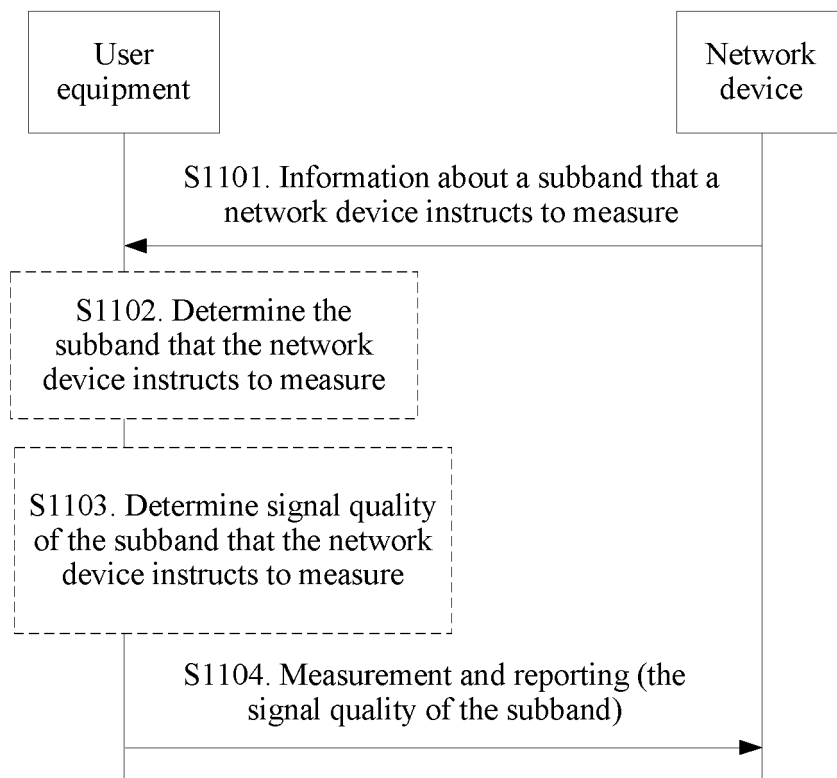 User
equipment
Network
device
S1101. Information about a subband that a
network device instructs to measure
S1102. Determine the
subband that the network
device instructs to measure
S1103. Determine signal quality
of the subband that the network
device instructs to measure
S1104. Measurement and reporting (the
signal quality of the subband)